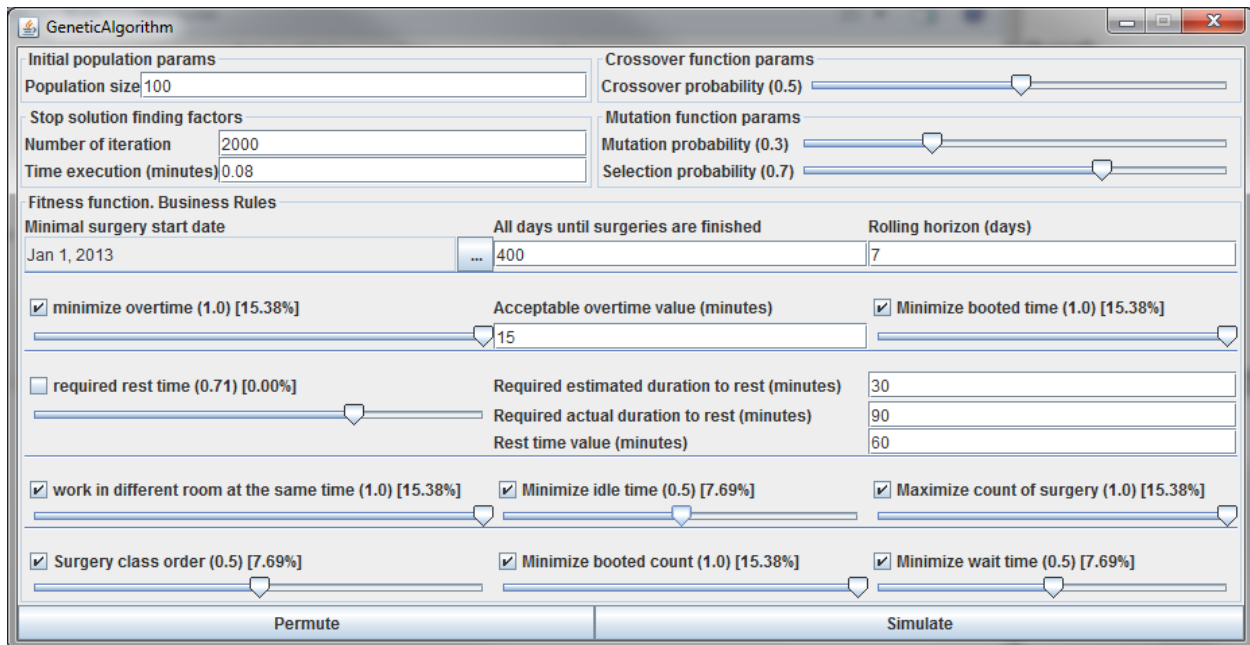 GeneticAlgorithm
Initial population params
Population size 100
Crossover function params
Crossover probability (0.5)
Stop solution finding factors
Number of iteration 2000
Time execution (minutes) 0.08
Mutation function params
Mutation probability (0.3)
Selection probability (0.7)
Fitness function. Business Rules
Minimal surgery start date All days until surgeries are finished Rolling horizon (days)
Jan 1, 2013 ... 400 7
minimize overtime (1.0) [15.38%] Acceptable overtime value (minutes) Minimize booted time (1.0) [15.38%]
15
required rest time (0.71) [0.00%] Required estimated duration to rest (minutes) 30
Required actual duration to rest (minutes) 90
Rest time value (minutes) 60
work in different room at the same time (1.0) [15.38%] Minimize idle time (0.5) [7.69%] Maximize count of surgery (1.0) [15.38%]
Surgery class order (0.5) [7.69%] Minimize booted count (1.0) [15.38%] Minimize wait time (0.5) [7.69%]
Permute Simulate